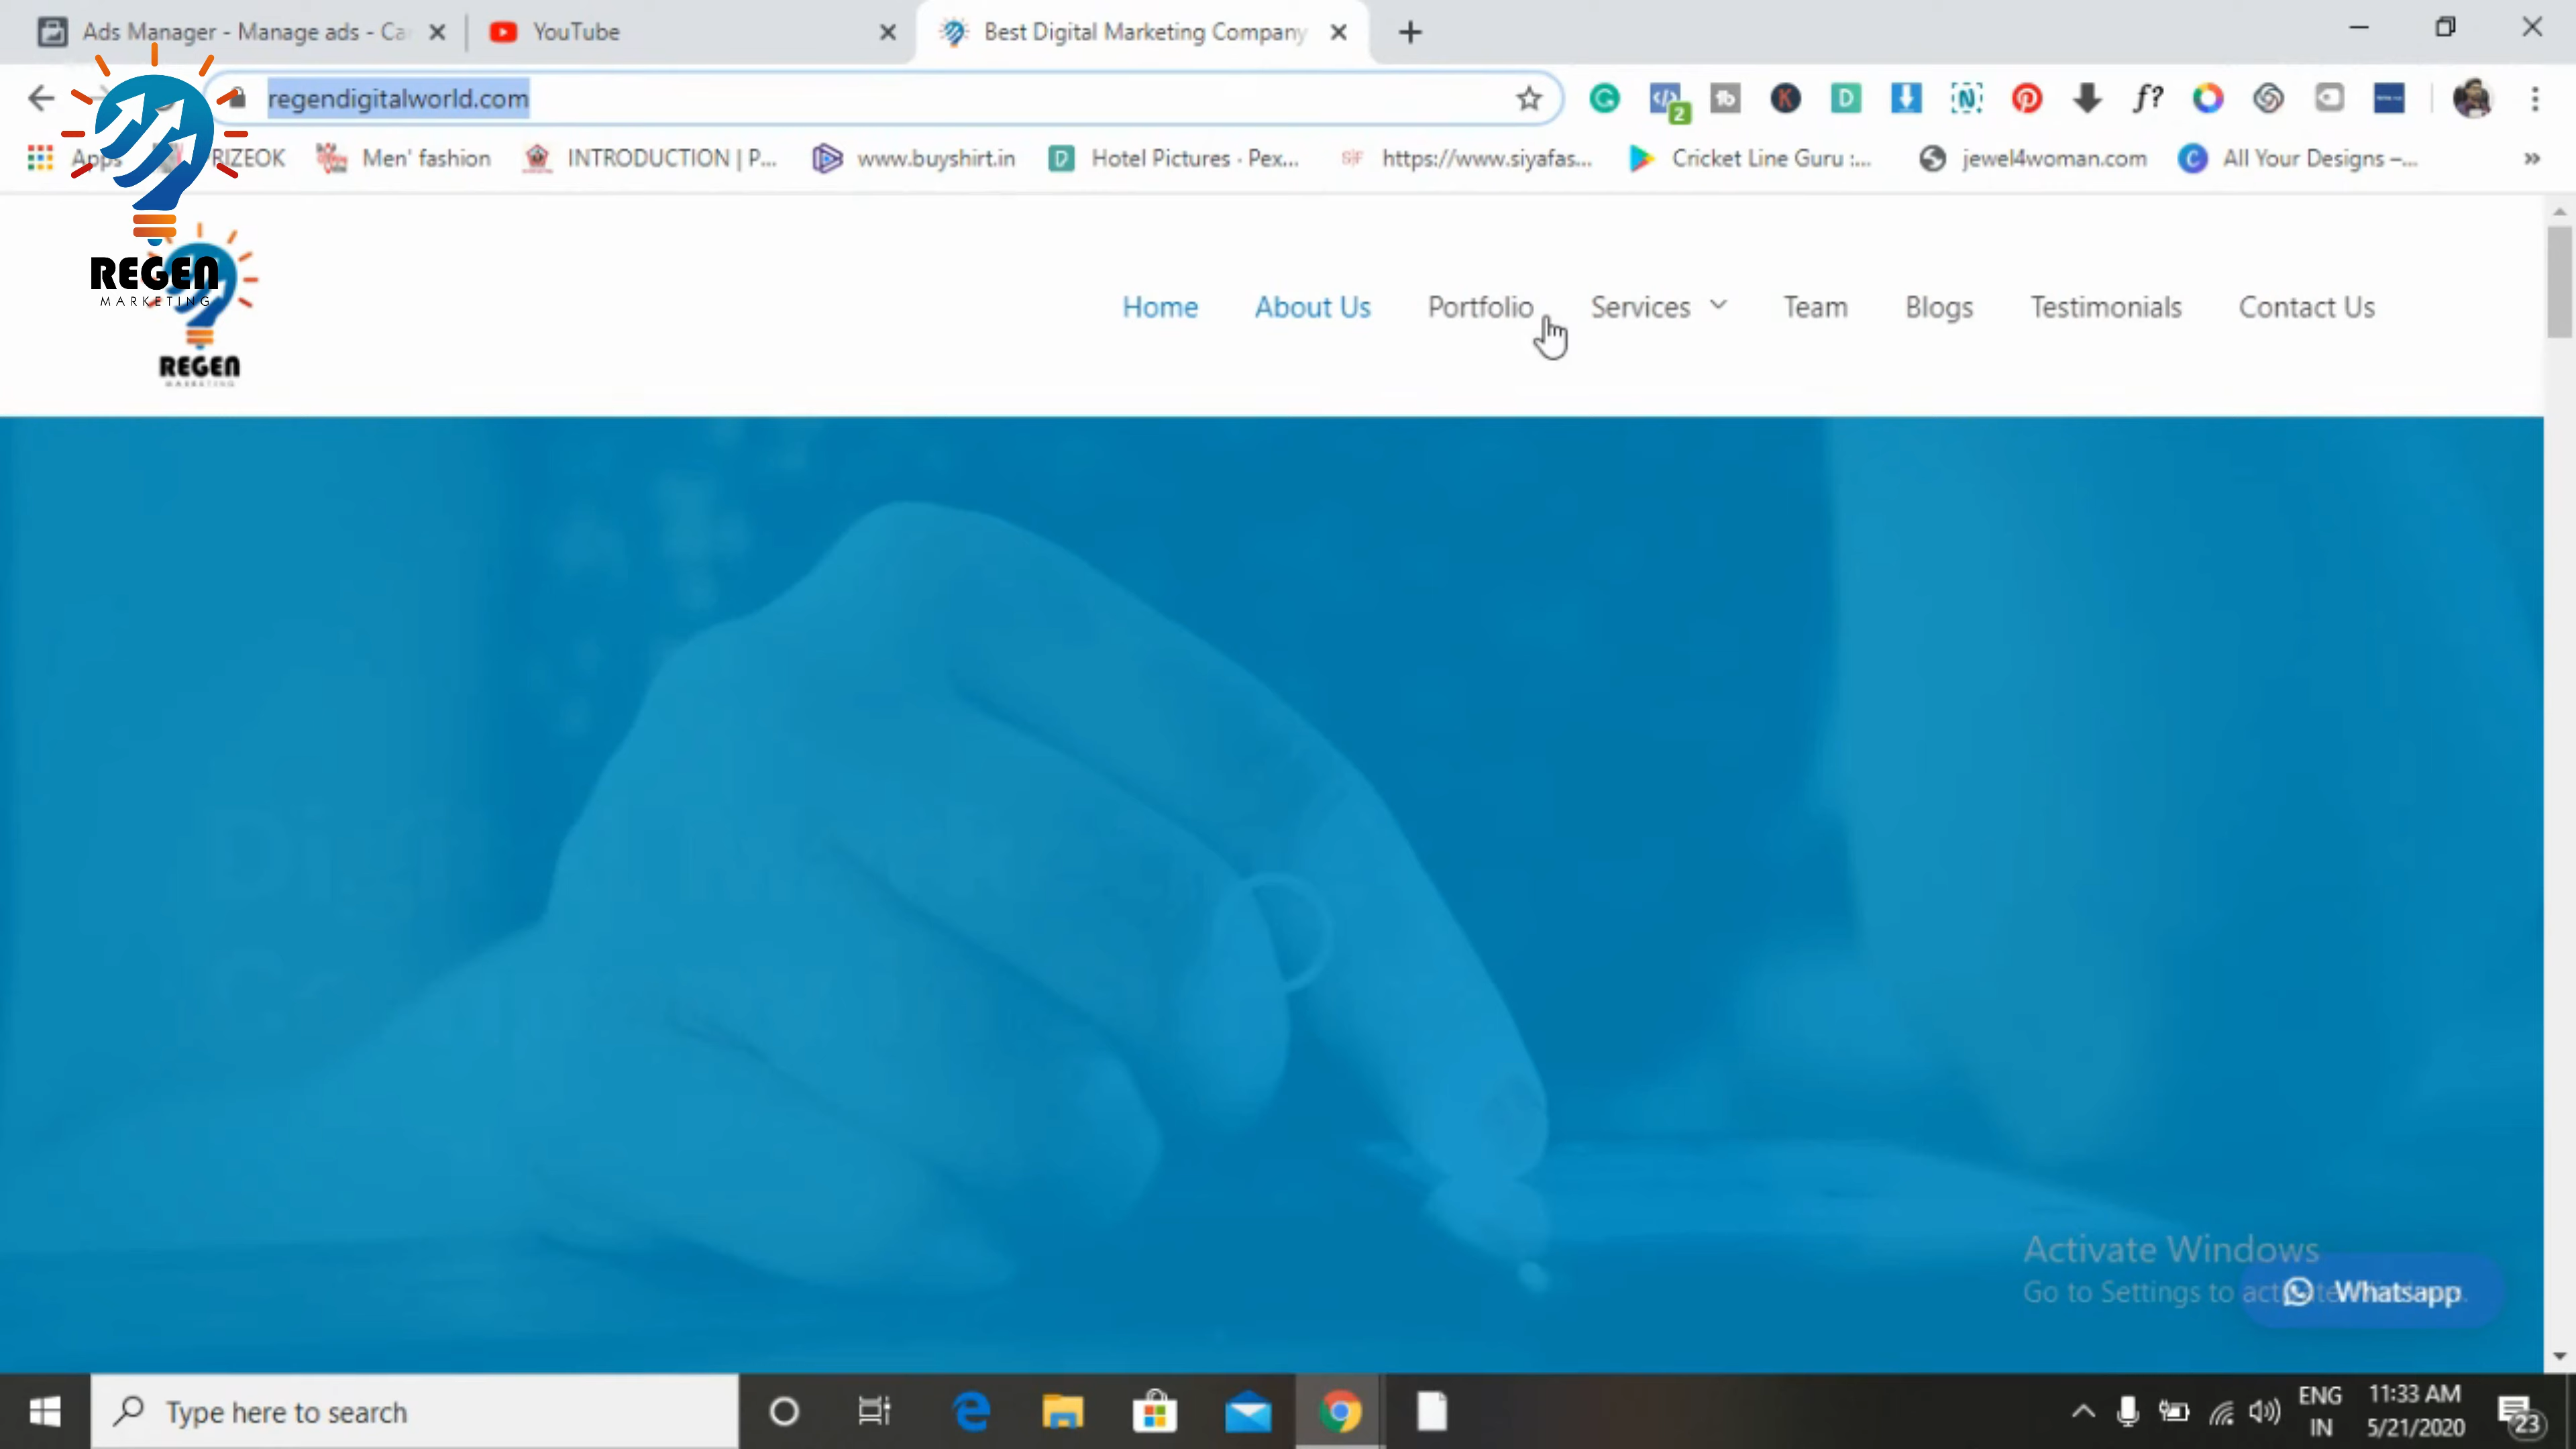 Ads Manager - Manage ads - Ca
YouTube
Best Digital Marketing Company
regendigitalworld.com
Apps
RIZEOK
Men' fashion
INTRODUCTION | P...
www.buyshirt.in
Hotel Pictures · Pex...
https://www.siyafas...
Cricket Line Guru :...
jewel4woman.com
All Your Designs –...
REGEN
MARKETING
REGEN
MARKETING
Home
About Us
Portfolio
Services
Team
Blogs
Testimonials
Contact Us
Activate Windows
Go to Settings to activate
Whatsapp
Type here to search
ENG
IN
11:33 AM
5/21/2020
23